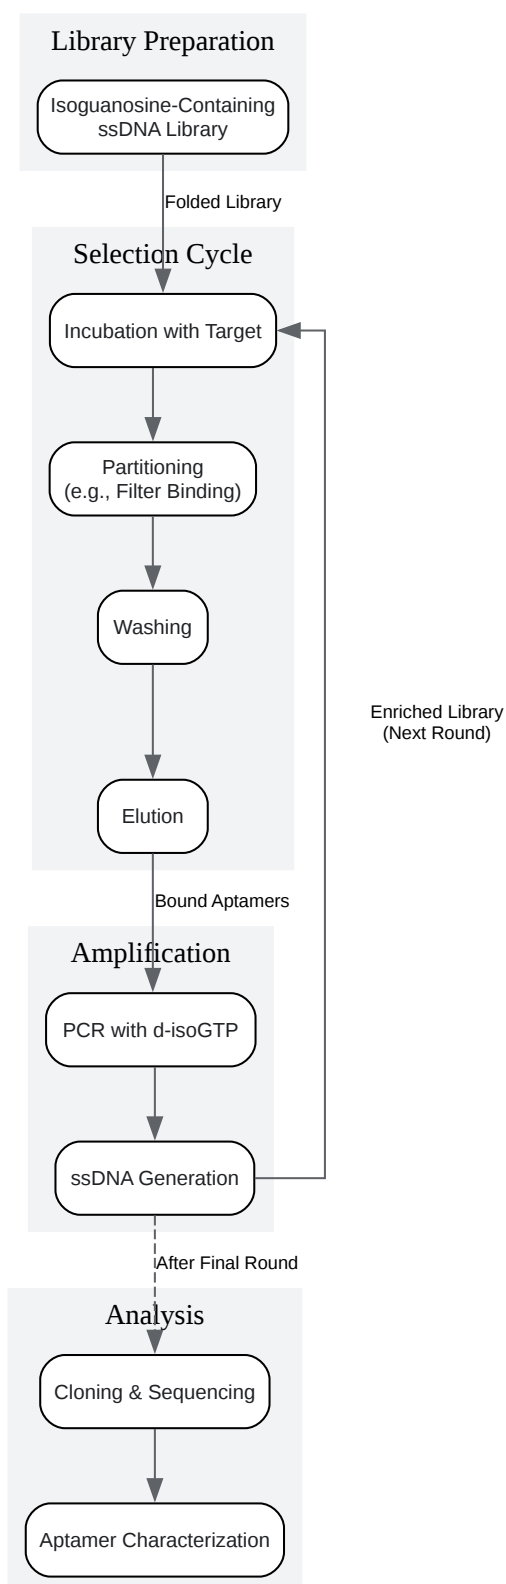 Library Preparation
Isoguanosine-Containing
ssDNA Library
Folded Library
Selection Cycle
Incubation with Target
Partitioning
(e.g., Filter Binding)
Washing
Enriched Library
(Next Round)
Elution
Bound Aptamers
Amplification
PCR with d-isoGTP
ssDNA Generation
After Final Round
Analysis
Cloning & Sequencing
Aptamer Characterization